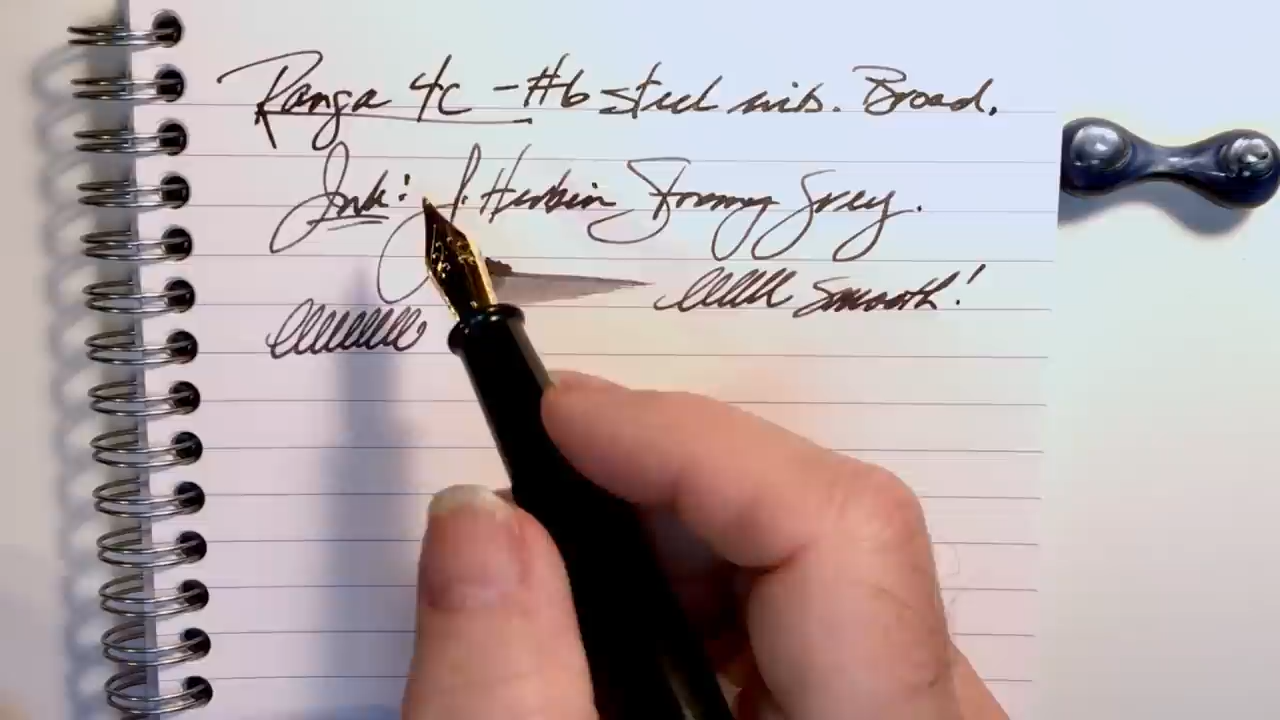 Ranga 4c - #6 steel nib. Broad.
Ink: J. Herbin Stormy Grey.
Smooth!